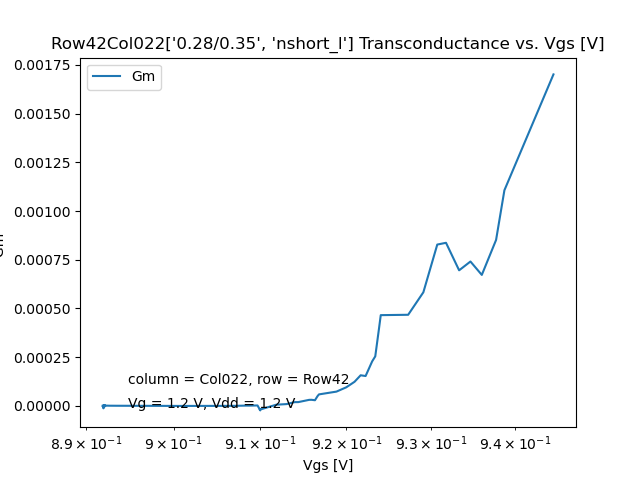 Row42Col022['0.28/0.35', 'nshort_l'] Transconductance vs. Vgs [V]
Gm
0.00175
0.00150
0.00125
0.00100
0.00075
0.00050
0.00025
0.00000
Gm
column = Col022, row = Row42
Vg = 1.2 V, Vdd = 1.2 V
8.9 × 10⁻¹ 9 × 10⁻¹ 9.1 × 10⁻¹ 9.2 × 10⁻¹ 9.3 × 10⁻¹ 9.4 × 10⁻¹
Vgs [V]